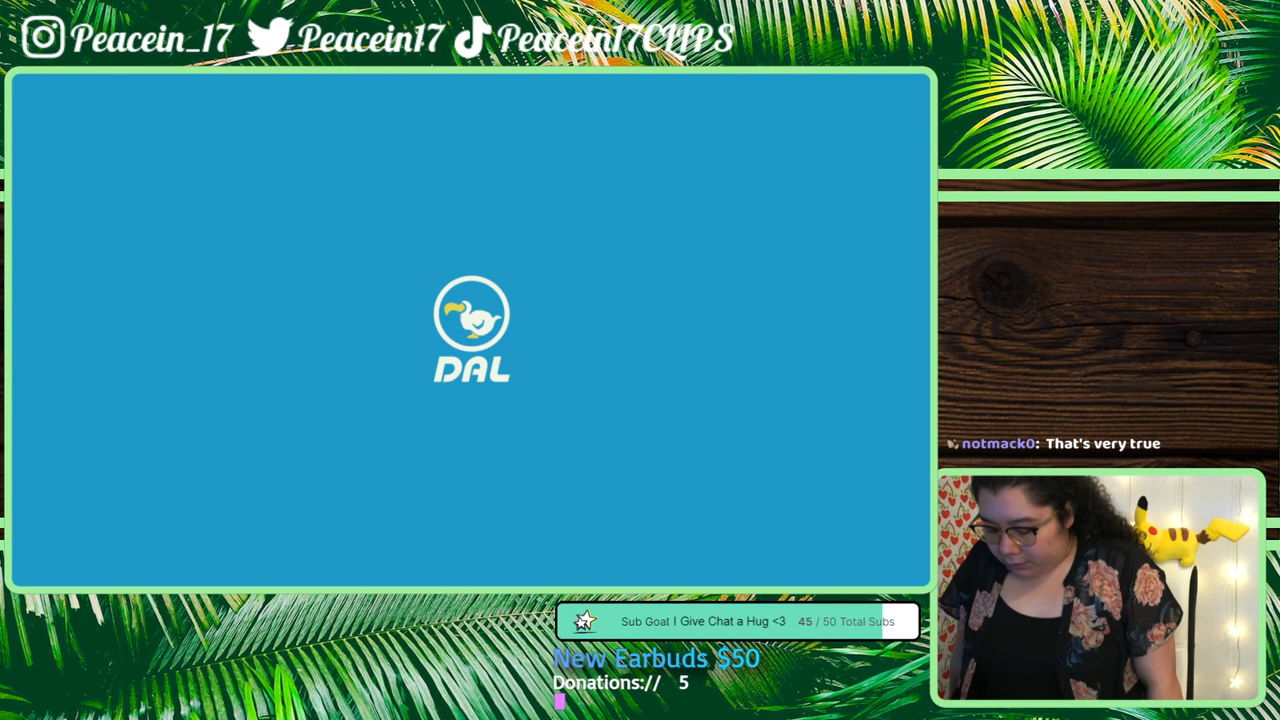 Peacein_17 Peacein17 Peacein17ClIPS
DAL
notmack0: That's very true
Sub Goal I Give Chat a Hug <3 45 / 50 Total Subs
New Earbuds $50
Donations:// 5